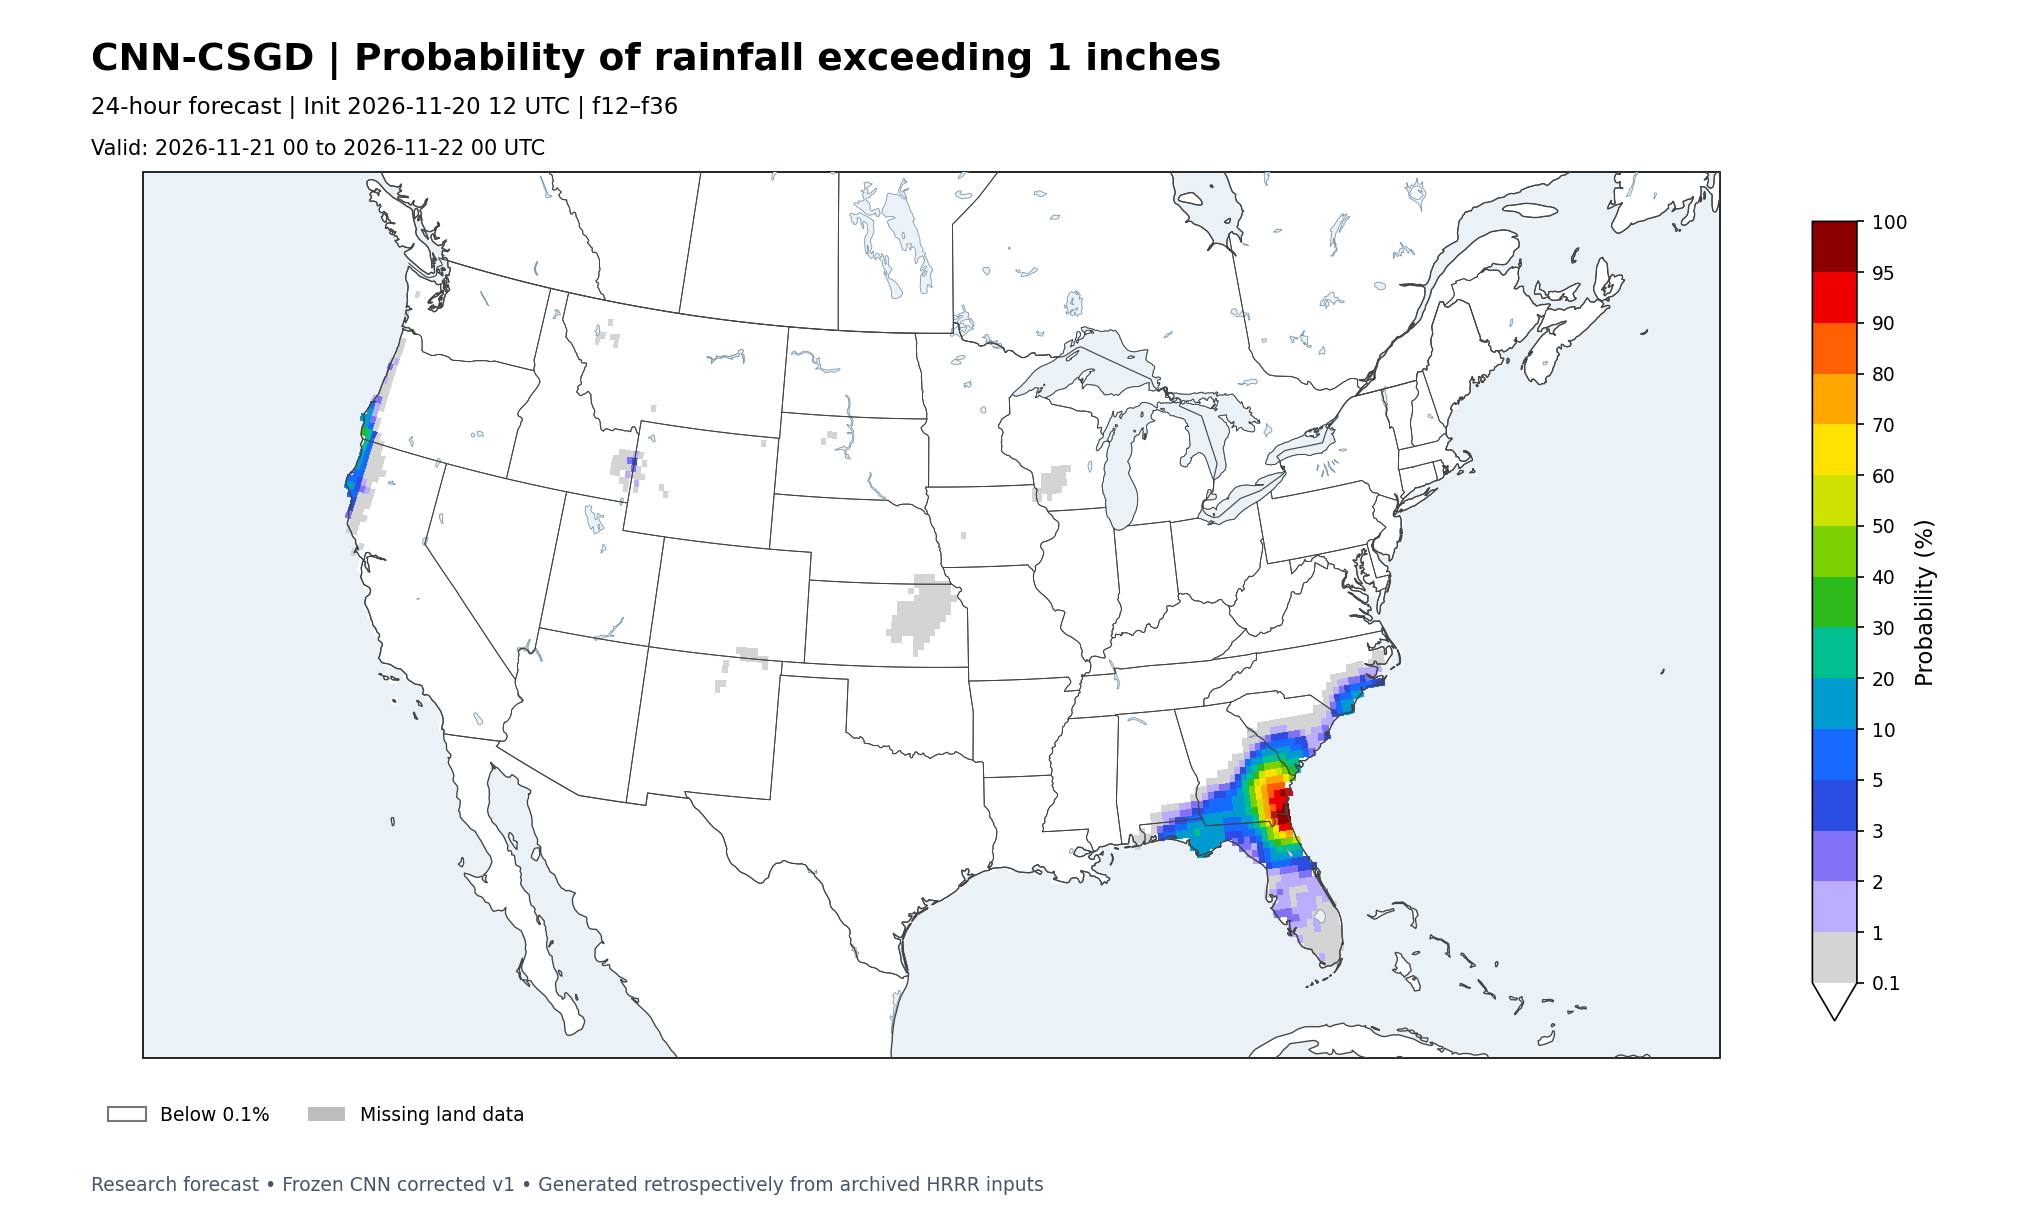 CNN-CSGD | Probability of rainfall exceeding 1 inches
24-hour forecast | Init 2026-11-20 12 UTC | f12–f36
Valid: 2026-11-21 00 to 2026-11-22 00 UTC
100
95
90
80
70
60
50
40
30
20
10
5
3
2
1
0.1
Probability (%)
Below 0.1%
Missing land data
Research forecast • Frozen CNN corrected v1 • Generated retrospectively from archived HRRR inputs